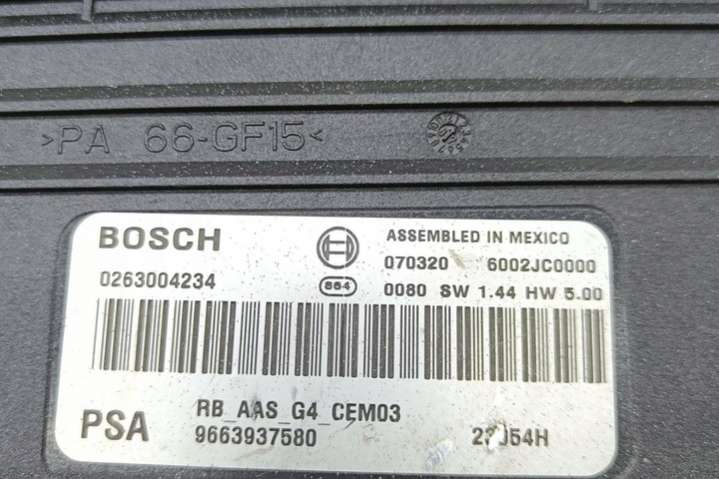 >PA 66-GF15<
BOSCH
ASSEMBLED IN MEXICO
070320 6002JC0000
0263004234
864
0080 SW 1.44 HW 5.00
PSA
RB_AAS_G4_CEM03
9663937580